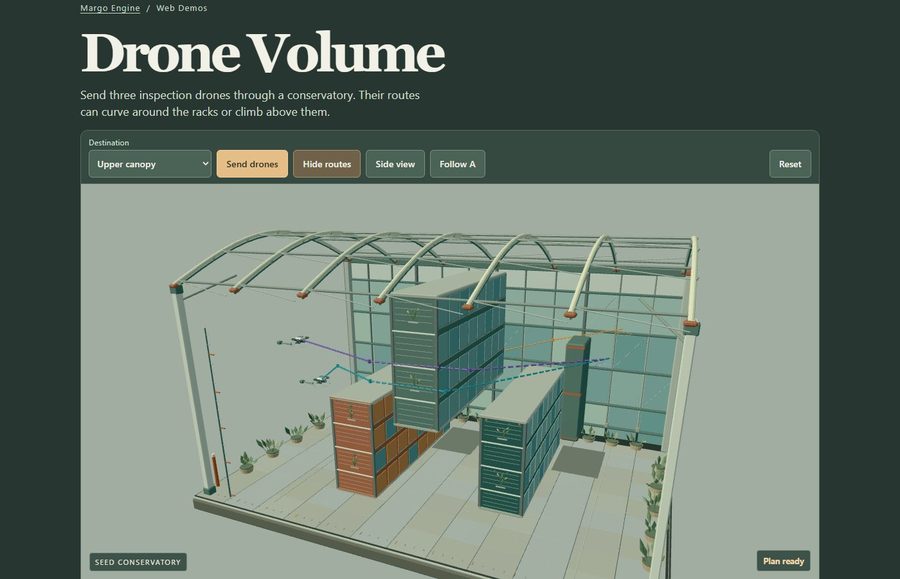 Margo Engine / Web Demos
Drone Volume
Send three inspection drones through a conservatory. Their routes
can curve around the racks or climb above them.
Destination
Upper canopy Send drones Hide routes Side view Follow A Reset
SEED CONSERVATORY Plan ready